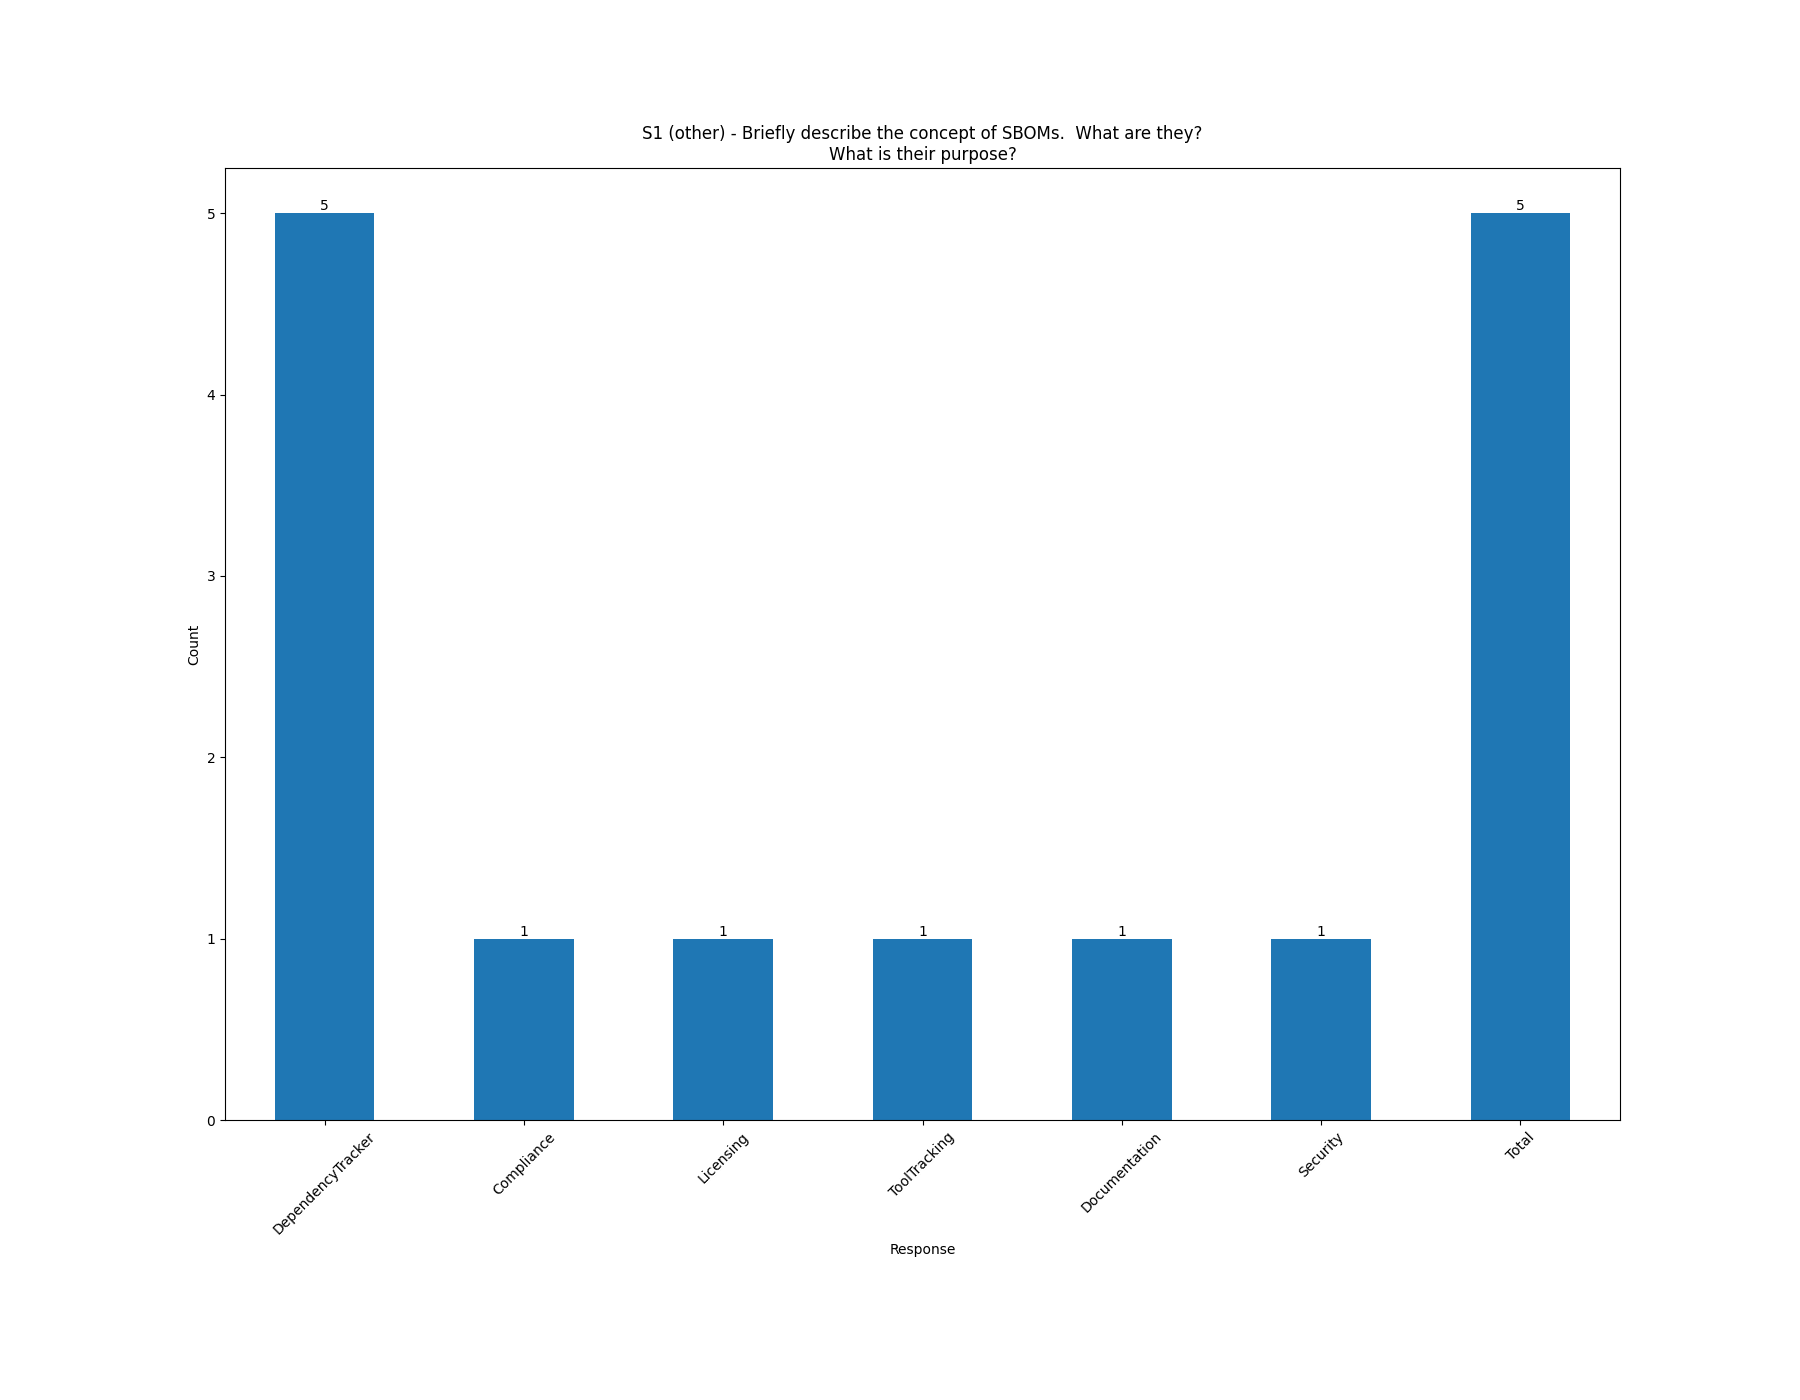 S1 (other) - Briefly describe the concept of SBOMs.  What are they?
What is their purpose?
Count
5
4
3
2
1
0
5
1
1
1
1
1
5
DependencyTracker
Compliance
Licensing
ToolTracking
Documentation
Security
Total
Response